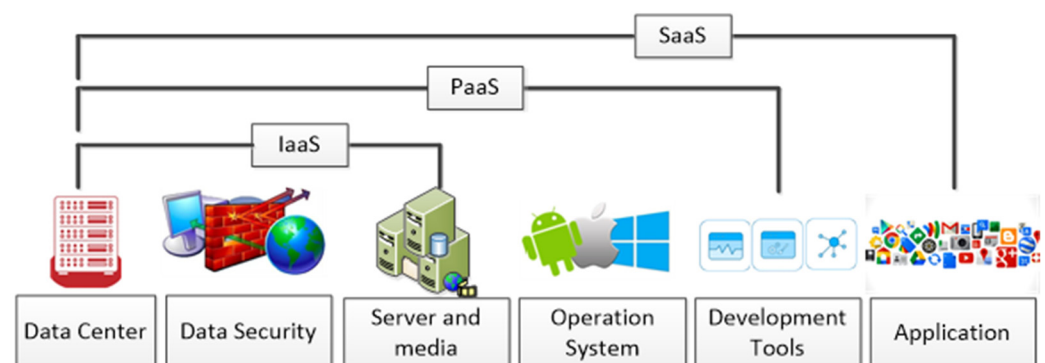 SaaS
PaaS
IaaS
Data Center
Data Security
Server and
media
Operation
System
Development
Tools
Application